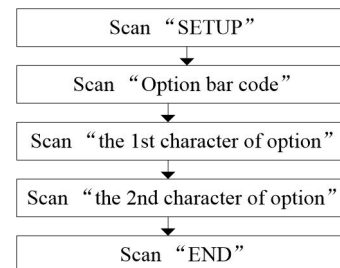 Scan “SETUP”
Scan “Option bar code”
Scan “the 1st character of option”
Scan “the 2nd character of option”
Scan “END”